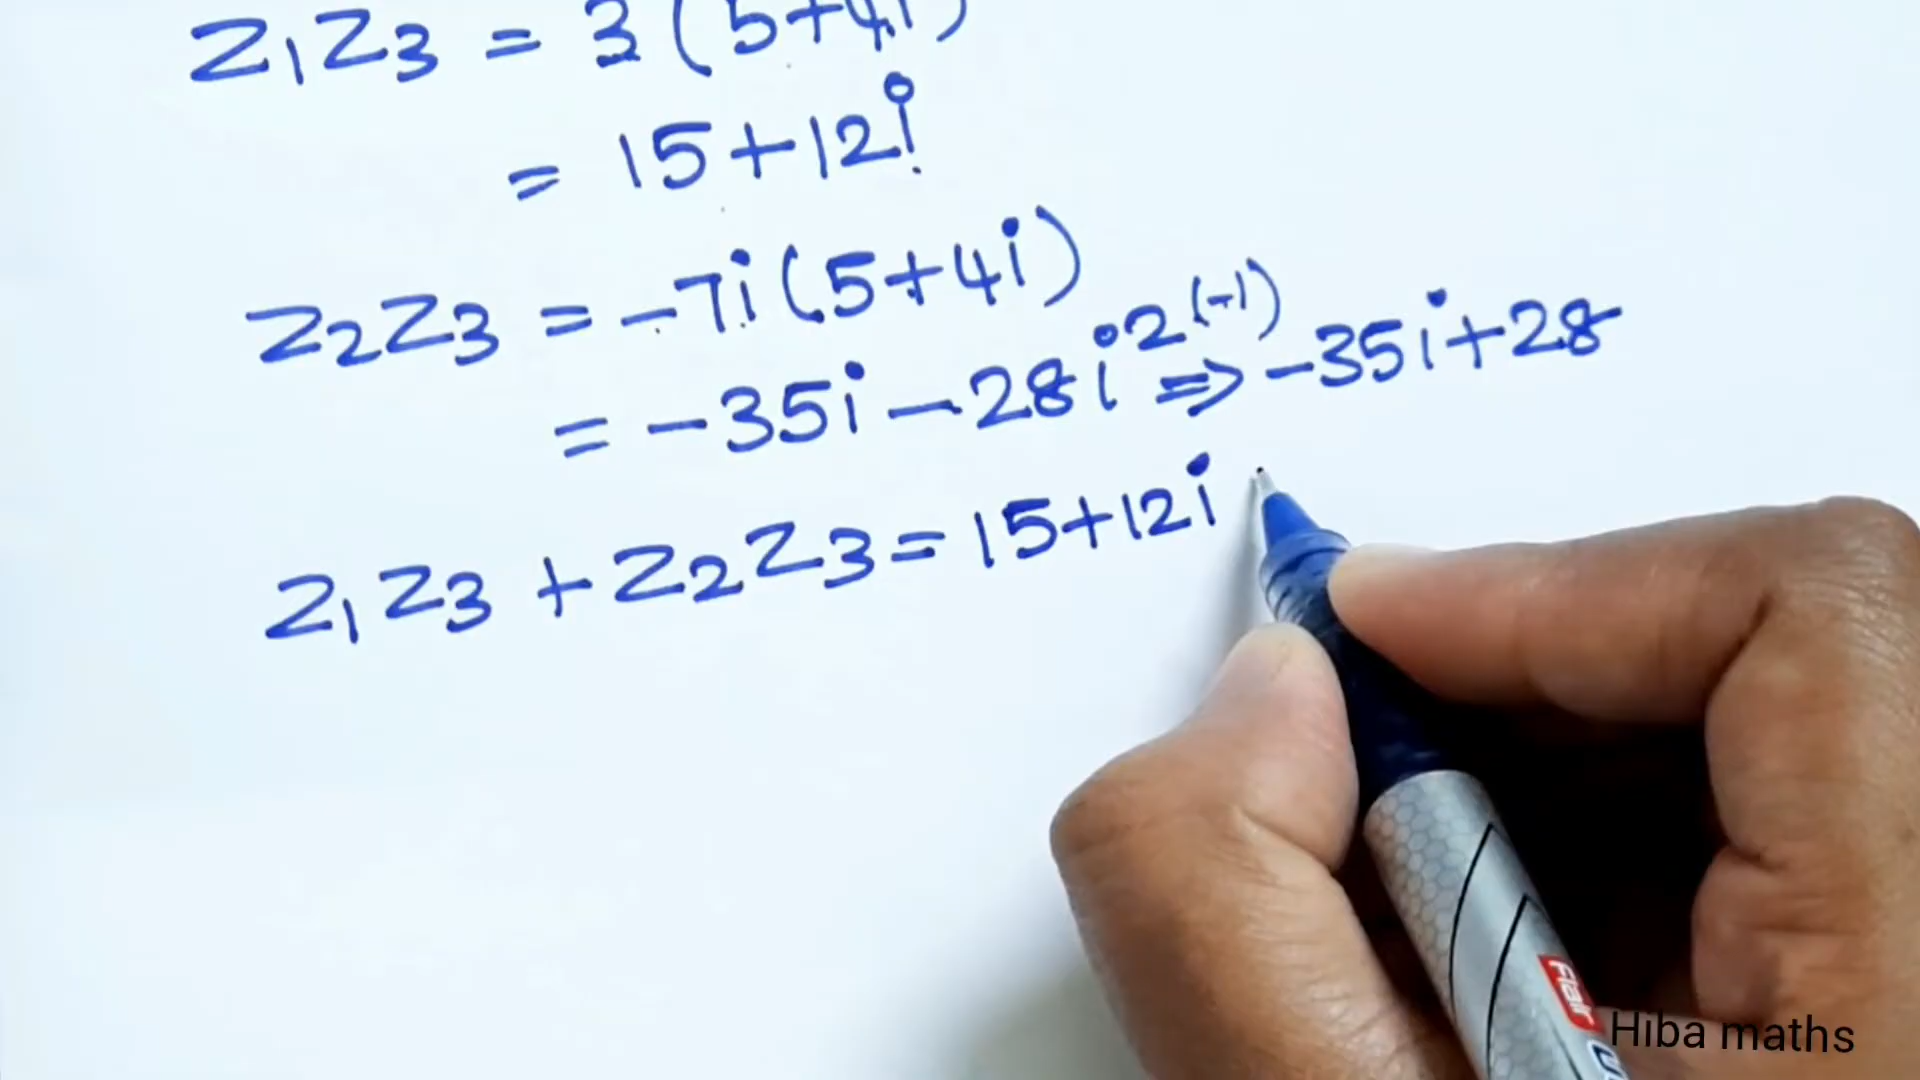 Z₁Z₃ = 3(5+4i)
= 15+12i
Z₂Z₃ = -7i(5+4i)
= -35i-28i² (-1) ⇒ -35i+28
Z₁Z₃ + Z₂Z₃ = 15+12i
Flair
Hiba maths